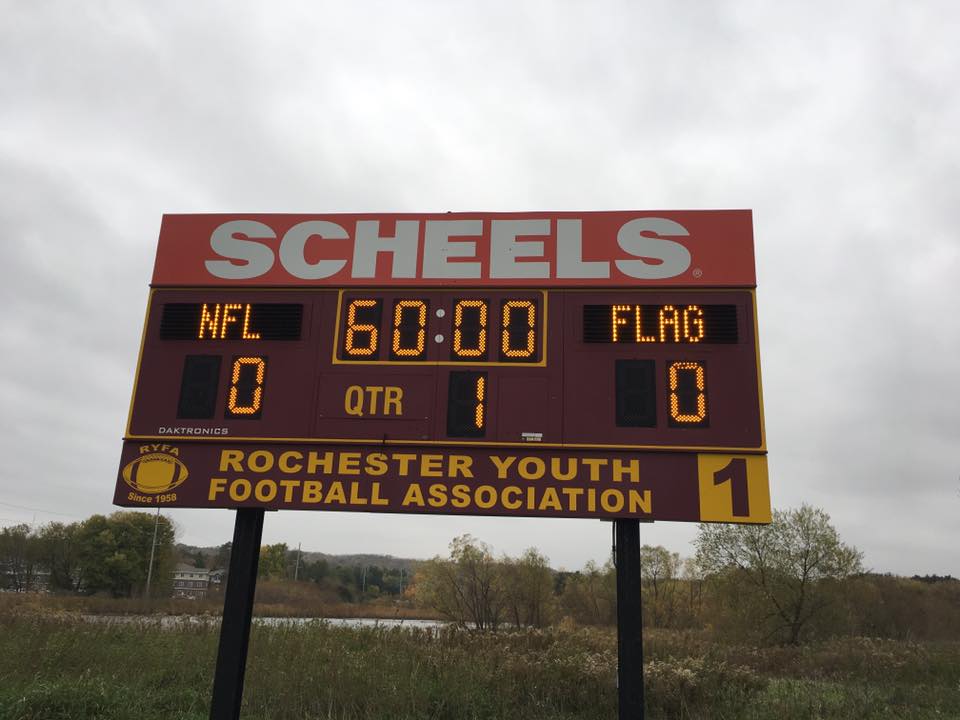 SCHEELS®
NFL 60:00 FLAG
0 QTR 1 0
DAKTRONICS
RYFA
Since 1958
ROCHESTER YOUTH
FOOTBALL ASSOCIATION
1